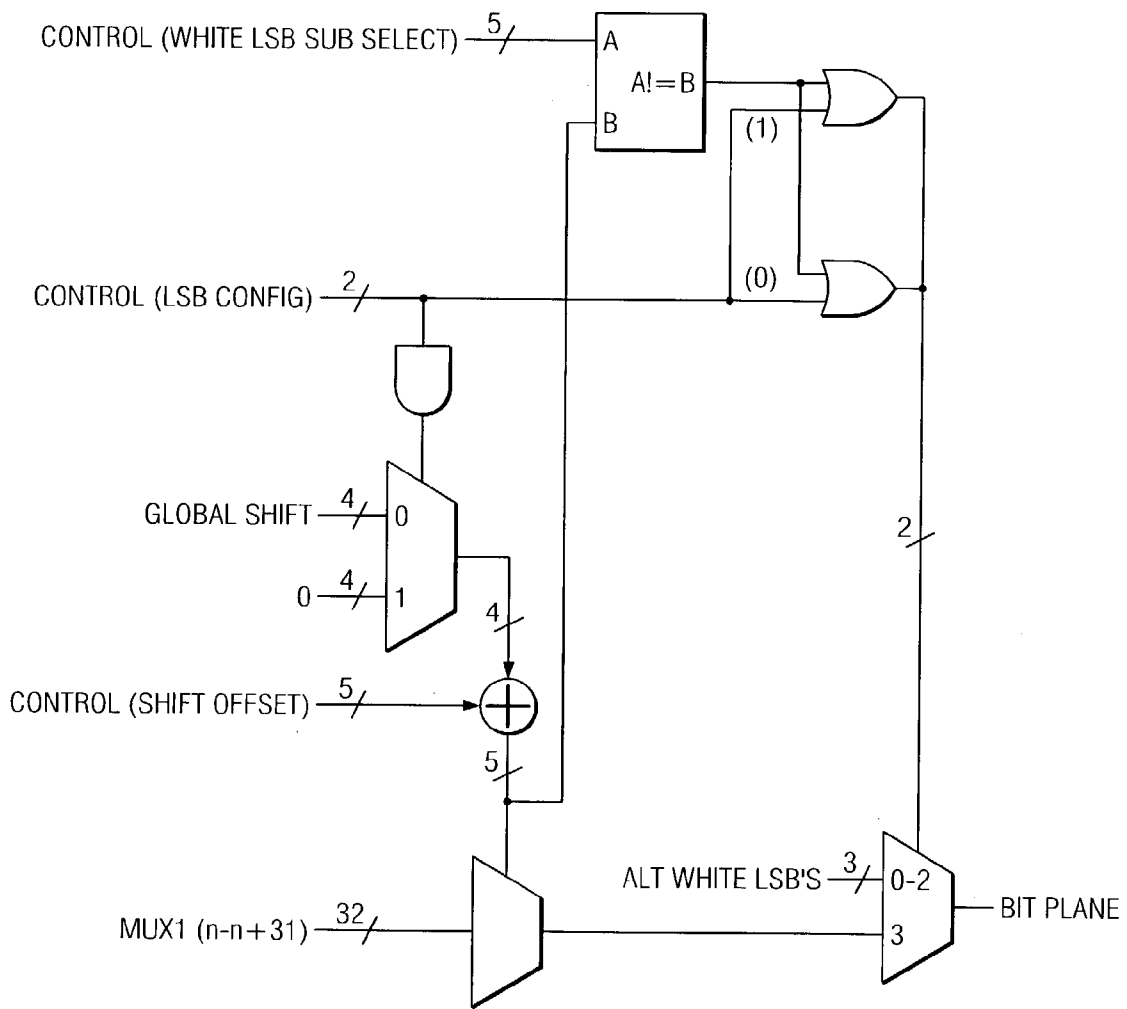 CONTROL (WHITE LSB SUB SELECT) 5 A
A!=B
B
(1)
CONTROL (LSB CONFIG) 2
(0)
GLOBAL SHIFT 4 0
0 4 1
4
2
CONTROL (SHIFT OFFSET) 5
5
ALT WHITE LSB'S 3 0-2
BIT PLANE
MUX1 (n-n+31) 32
3